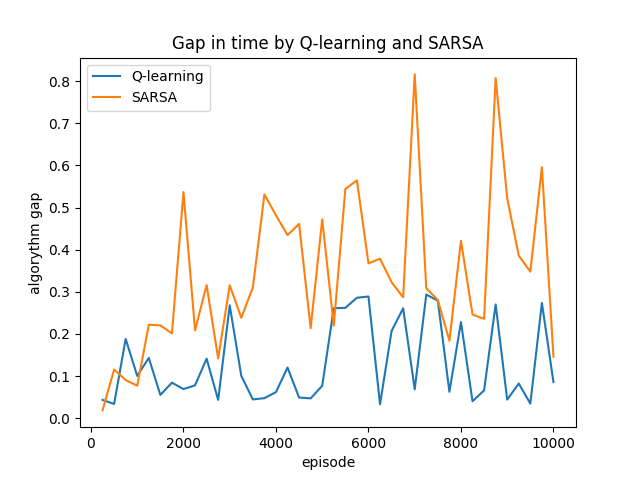 Gap in time by Q-learning and SARSA
Q-learning
SARSA
algorythm gap
0.8
0.7
0.6
0.5
0.4
0.3
0.2
0.1
0.0
0 2000 4000 6000 8000 10000
episode